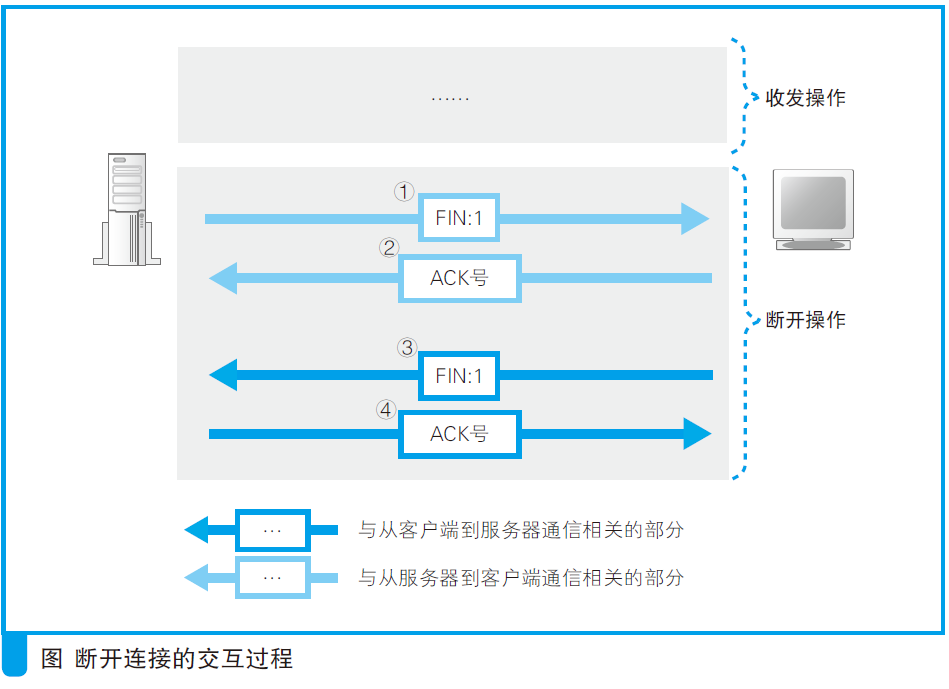 ……
收发操作
①
FIN:1
②
ACK号
断开操作
③
FIN:1
④
ACK号
… 与从客户端到服务器通信相关的部分
… 与从服务器到客户端通信相关的部分
图 断开连接的交互过程